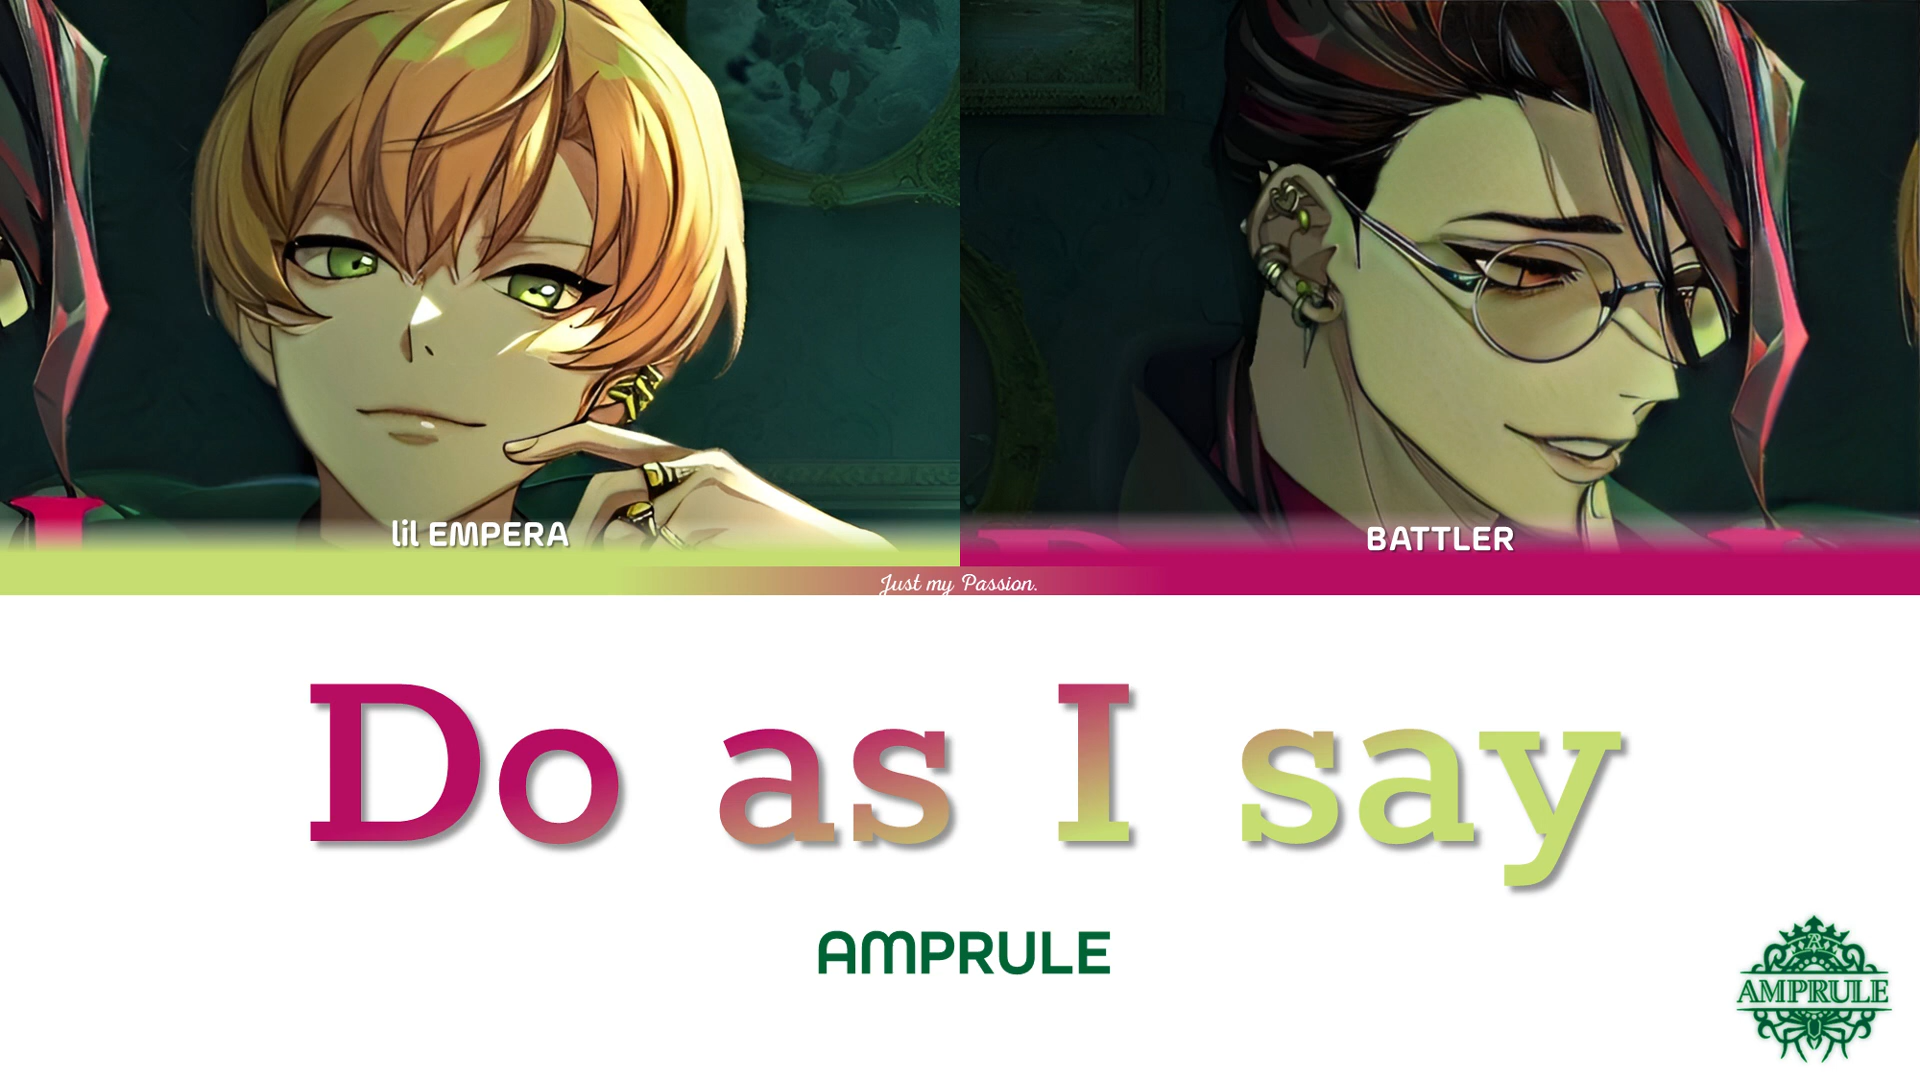 lil EMPERA
BATTLER
Just my Passion.
Do as I say
AMPRULE
AMPRULE